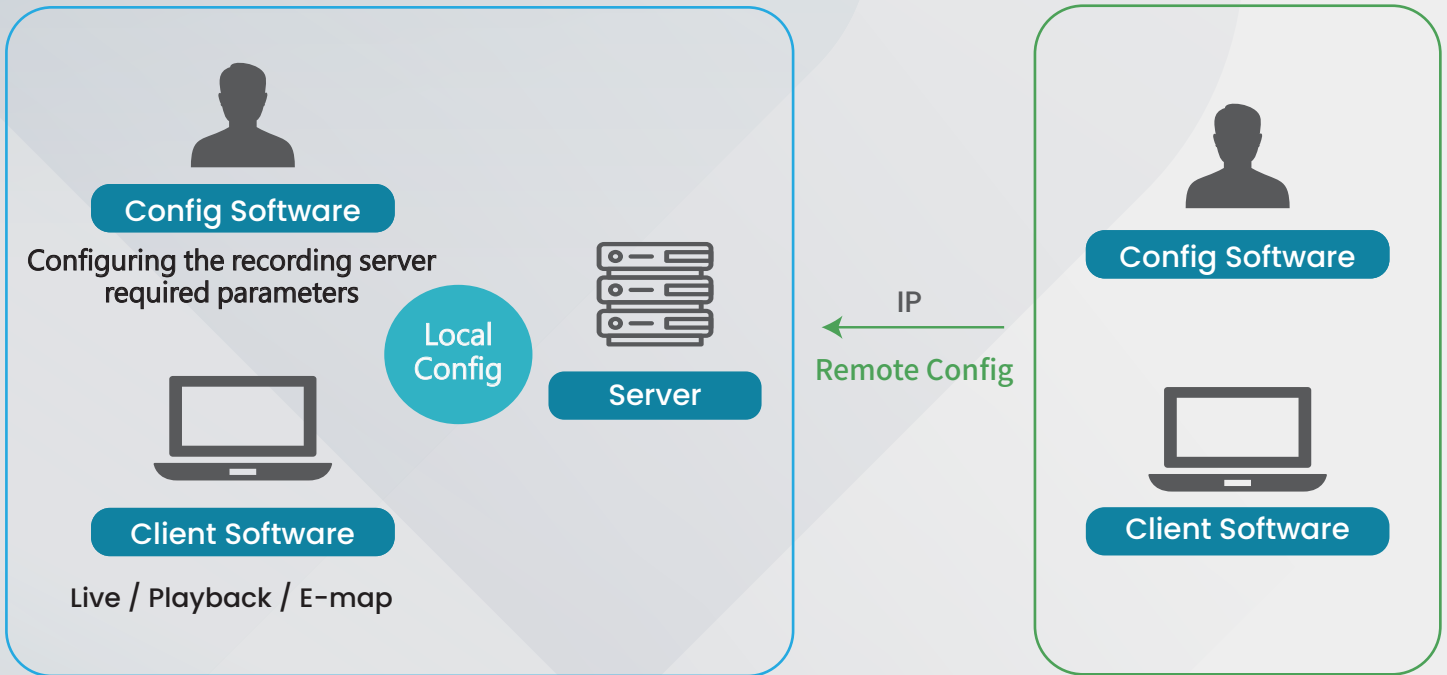 Config Software
Configuring the recording server
required parameters
Local
Config
Server
Client Software
Live / Playback / E-map
IP
Remote Config
Config Software
Client Software